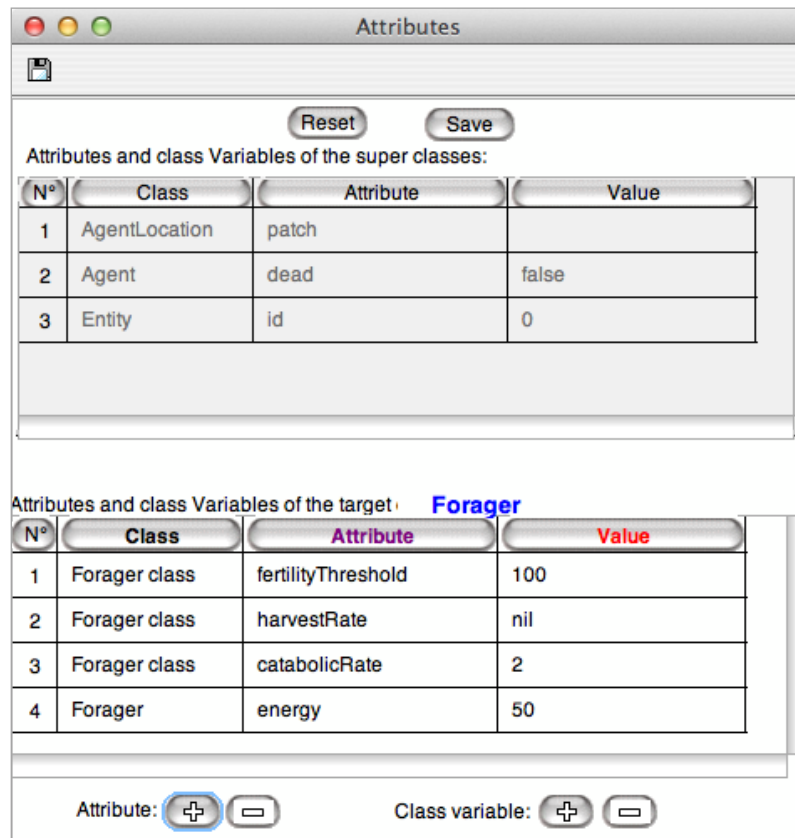 Attributes
Reset Save
Attributes and class Variables of the super classes:
N° Class Attribute Value
1 AgentLocation patch
2 Agent dead false
3 Entity id 0
Attributes and class Variables of the target Forager
N° Class Attribute Value
1 Forager class fertilityThreshold 100
2 Forager class harvestRate nil
3 Forager class catabolicRate 2
4 Forager energy 50
Attribute: Class variable: